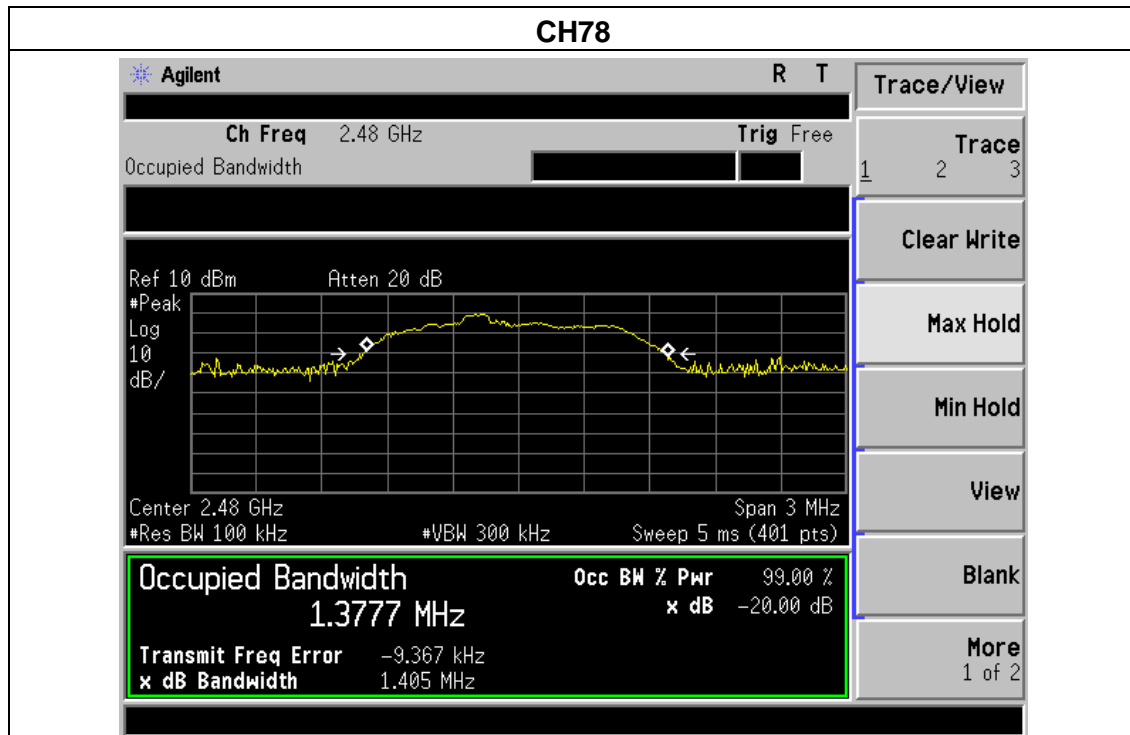 CH78
Agilent R T
Trace/View
Ch Freq 2.48 GHz Trig Free
Occupied Bandwidth
Trace
1 2 3
Clear Write
Ref 10 dBm Atten 20 dB
#Peak
Log
10
dB/
Max Hold
Min Hold
View
Center 2.48 GHz Span 3 MHz
#Res BW 100 kHz #VBW 300 kHz Sweep 5 ms (401 pts)
Occupied Bandwidth Occ BW % Pwr 99.00 %
1.3777 MHz x dB -20.00 dB
Blank
Transmit Freq Error -9.367 kHz
x dB Bandwidth 1.405 MHz
More
1 of 2